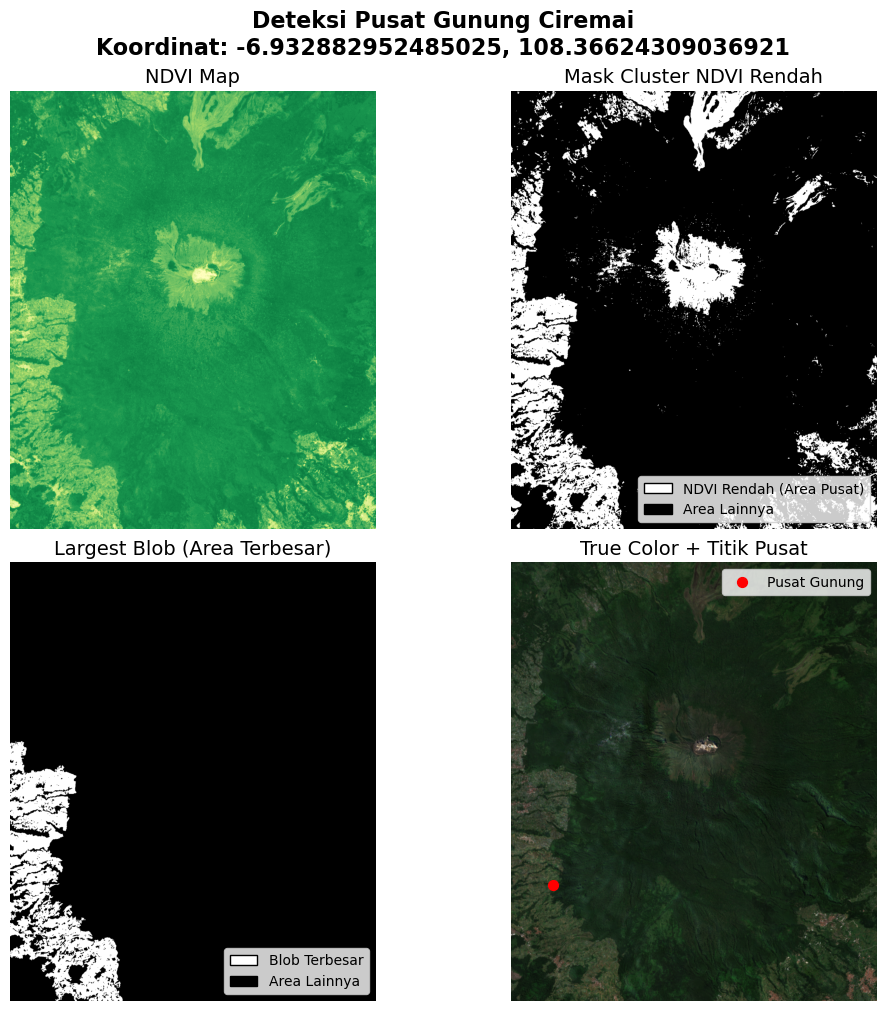 Deteksi Pusat Gunung Ciremai
Koordinat: -6.932882952485025, 108.36624309036921
NDVI Map
Mask Cluster NDVI Rendah
NDVI Rendah (Area Pusat)
Area Lainnya
Largest Blob (Area Terbesar)
True Color + Titik Pusat
Pusat Gunung
Blob Terbesar
Area Lainnya